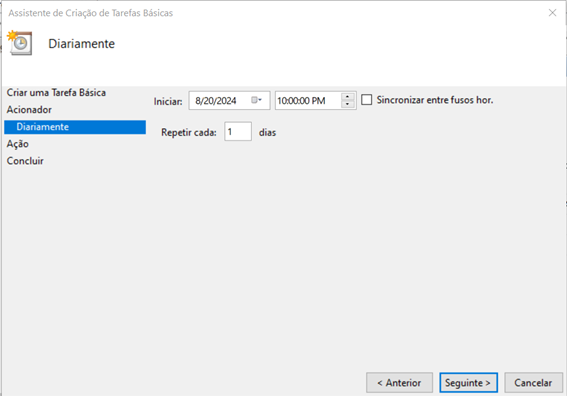 Assistente de Criação de Tarefas Básicas
Diariamente
Criar uma Tarefa Básica
Acionador
Diariamente
Ação
Concluir
Iniciar: 8/20/2024 10:00:00 PM Sincronizar entre fusos hor.
Repetir cada: 1 dias
< Anterior Seguinte > Cancelar